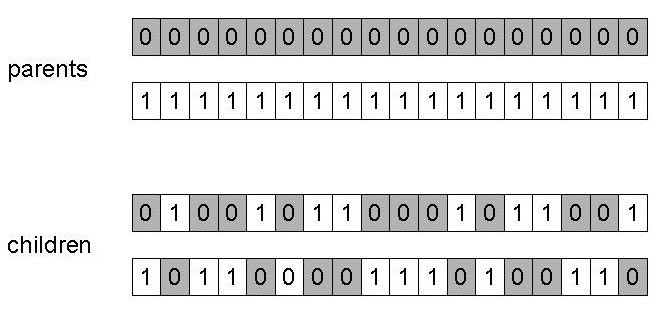 0 0 0 0 0 0 0 0 0 0 0 0 0 0 0 0 0 0
parents
1 1 1 1 1 1 1 1 1 1 1 1 1 1 1 1 1 1
0 1 0 0 1 0 1 1 0 0 0 1 0 1 1 0 0 1
children
1 0 1 1 0 0 0 0 1 1 1 0 1 0 0 1 1 0